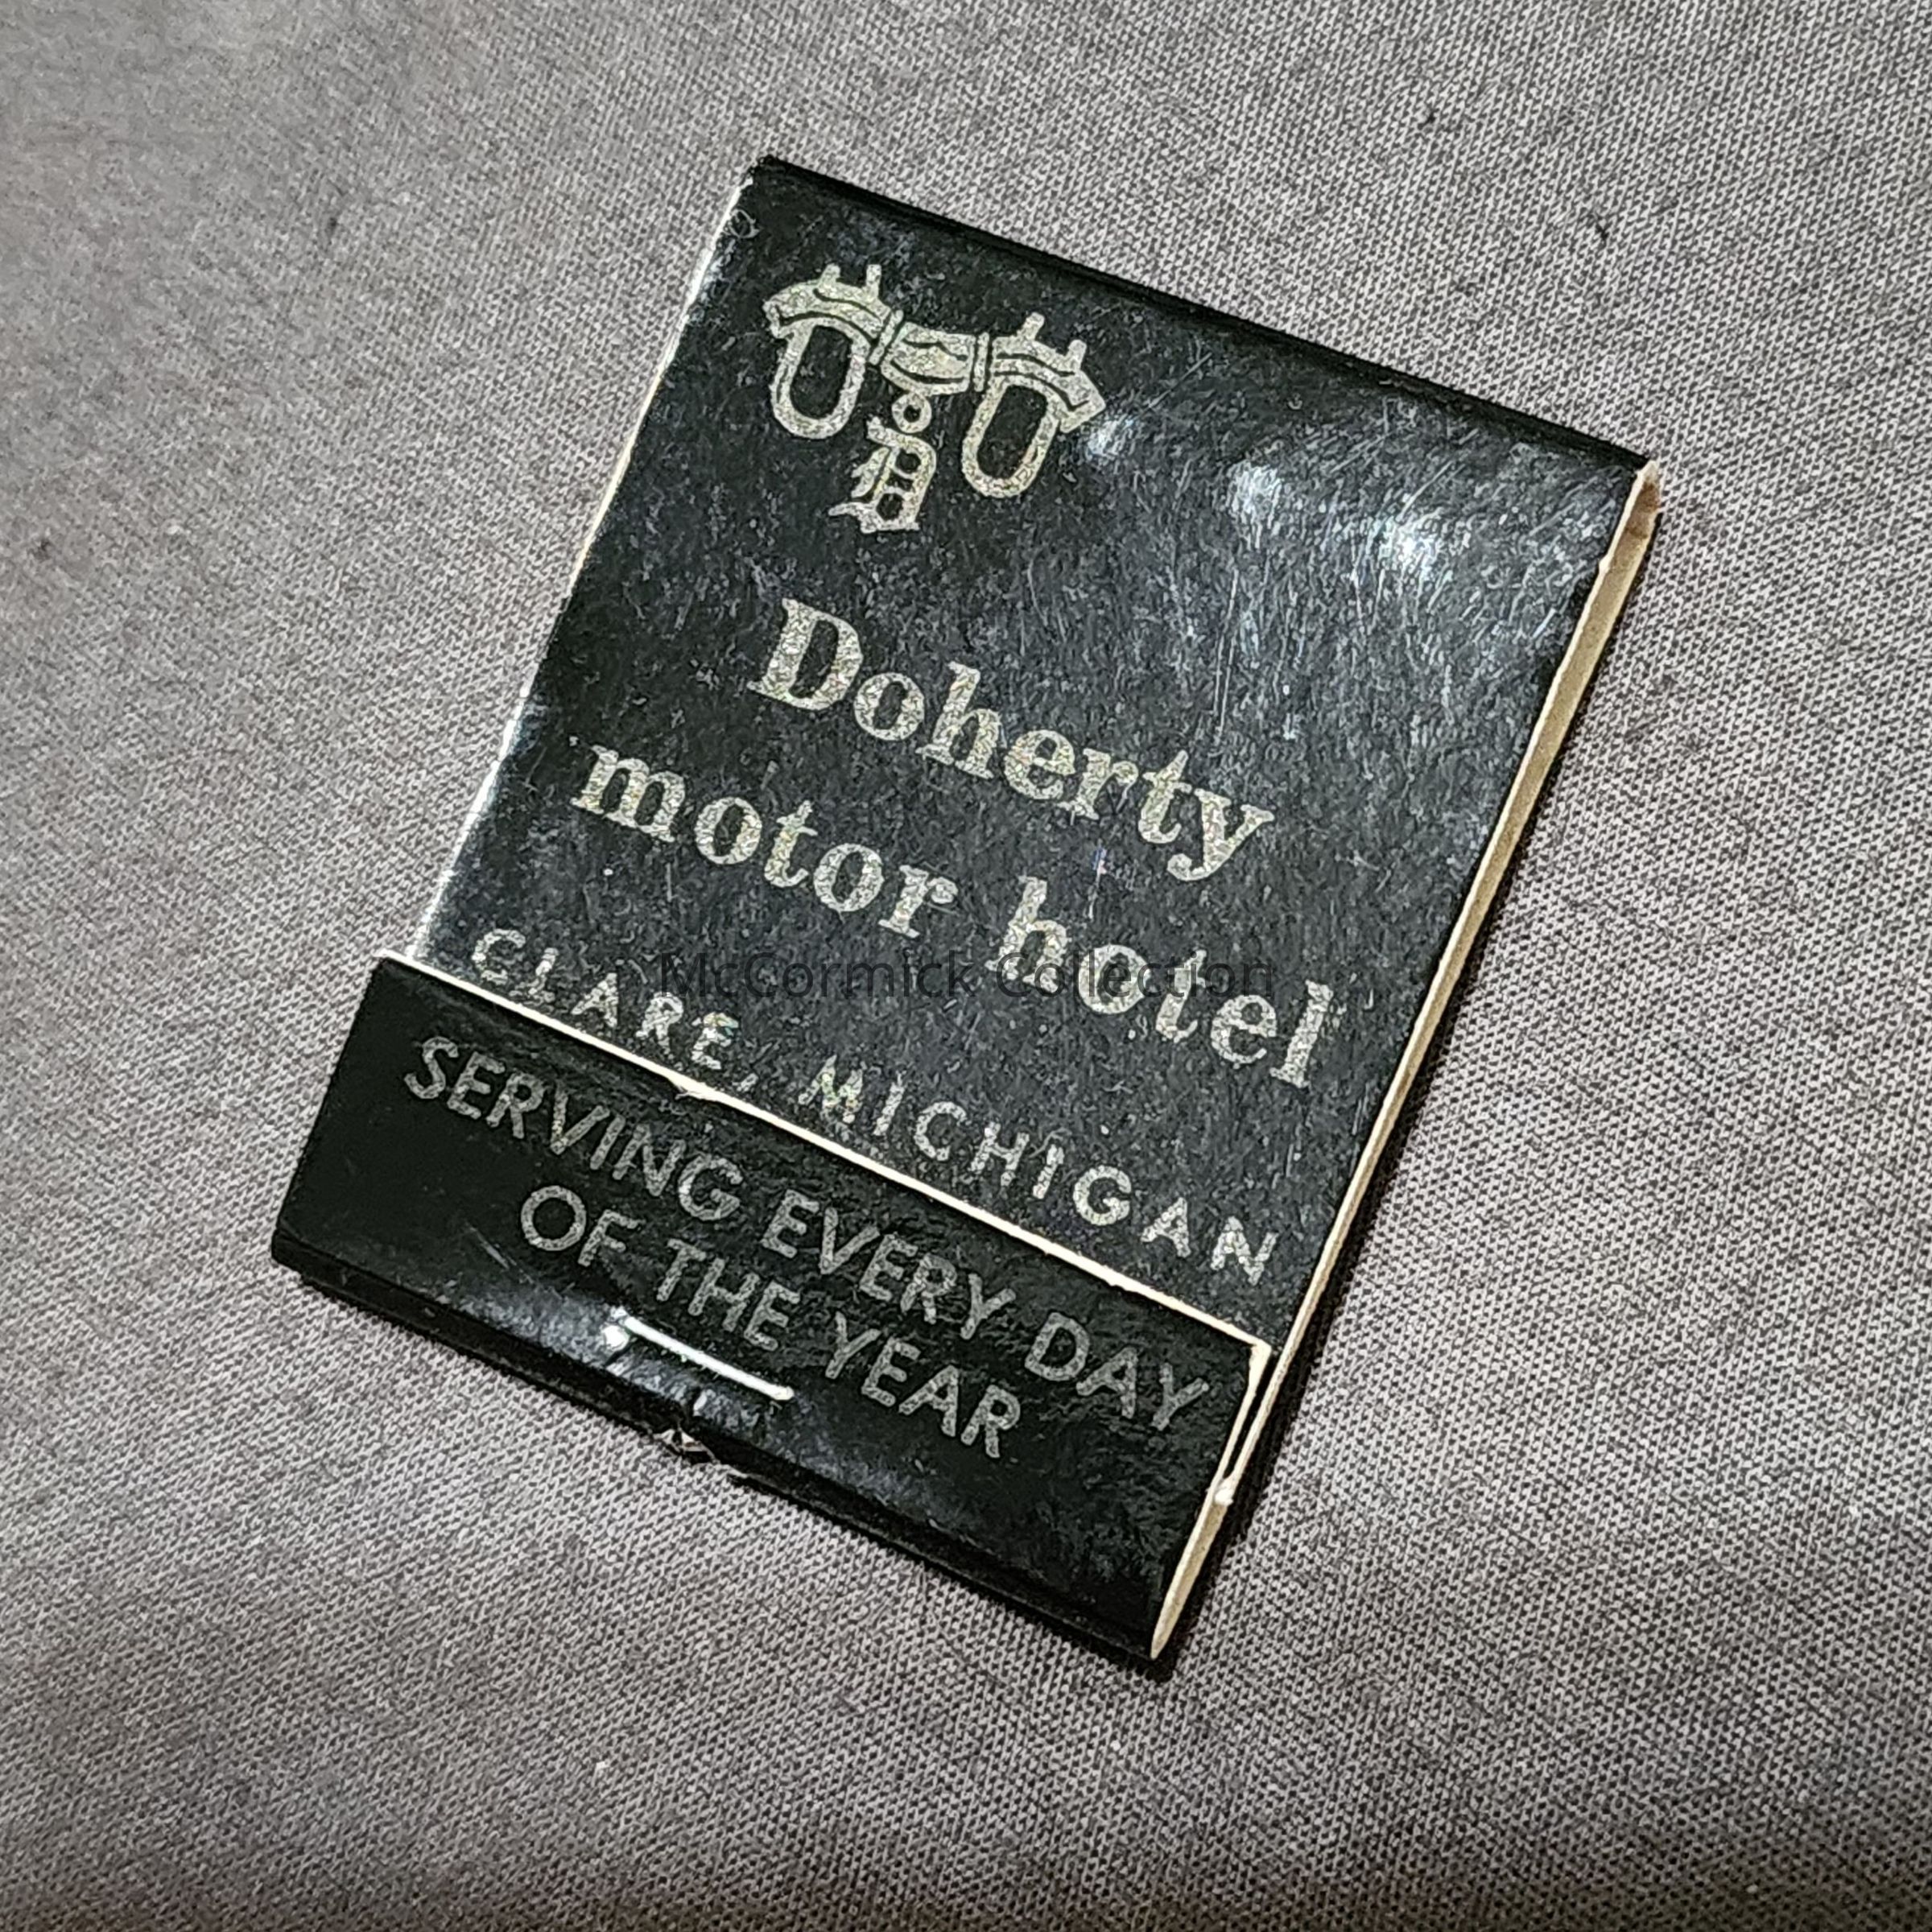 D
Doherty
motor hotel
CLARE, MICHIGAN
SERVING EVERY DAY
OF THE YEAR
McCormick Collection